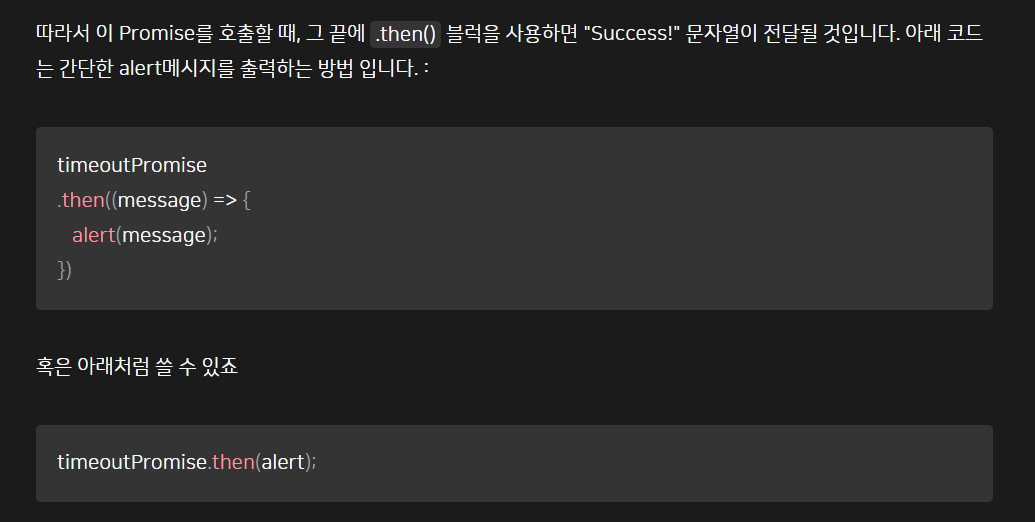 따라서 이 Promise를 호출할 때, 그 끝에 .then() 블럭을 사용하면 "Success!" 문자열이 전달될 것입니다. 아래 코드
는 간단한 alert메시지를 출력하는 방법 입니다. :
timeoutPromise
.then((message) => {
alert(message);
})
혹은 아래처럼 쓸 수 있죠
timeoutPromise.then(alert);